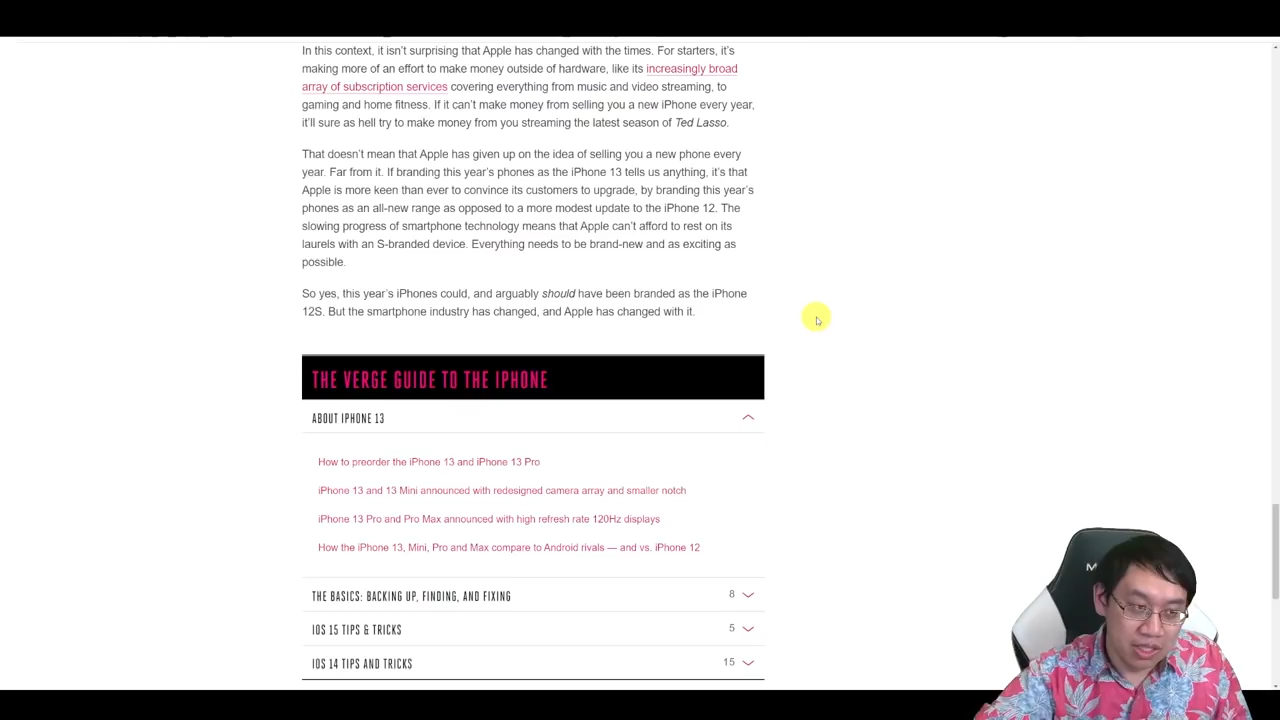 In this context, it isn't surprising that Apple has changed with the times. For starters, it's
making more of an effort to make money outside of hardware, like its increasingly broad
array of subscription services covering everything from music and video streaming, to
gaming and home fitness. If it can't make money from selling you a new iPhone every year,
it'll sure as hell try to make money from you streaming the latest season of Ted Lasso.
That doesn't mean that Apple has given up on the idea of selling you a new phone every
year. Far from it. If branding this year's phones as the iPhone 13 tells us anything, it's that
Apple is more keen than ever to convince its customers to upgrade, by branding this year's
phones as an all-new range as opposed to a more modest update to the iPhone 12. The
slowing progress of smartphone technology means that Apple can't afford to rest on its
laurels with an S-branded device. Everything needs to be brand-new and as exciting as
possible.
So yes, this year's iPhones could, and arguably should have been branded as the iPhone
12S. But the smartphone industry has changed, and Apple has changed with it.
THE VERGE GUIDE TO THE IPHONE
ABOUT IPHONE 13
How to preorder the iPhone 13 and iPhone 13 Pro
iPhone 13 and 13 Mini announced with redesigned camera array and smaller notch
iPhone 13 Pro and Pro Max announced with high refresh rate 120Hz displays
How the iPhone 13, Mini, Pro and Max compare to Android rivals — and vs. iPhone 12
THE BASICS: BACKING UP, FINDING, AND FIXING 8
IOS 15 TIPS & TRICKS 5
IOS 14 TIPS AND TRICKS 15